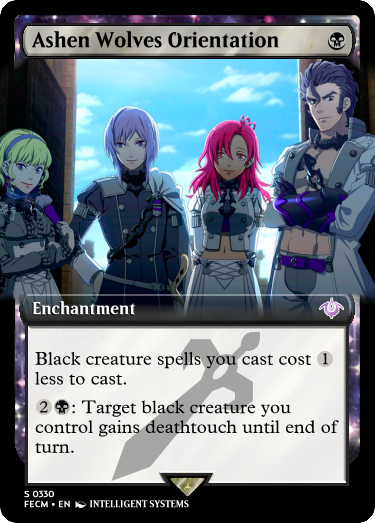 Ashen Wolves Orientation
Enchantment
Black creature spells you cast cost 1
less to cast.
2 : Target black creature you
control gains deathtouch until end of
turn.
S 0330
FECM • EN INTELLIGENT SYSTEMS